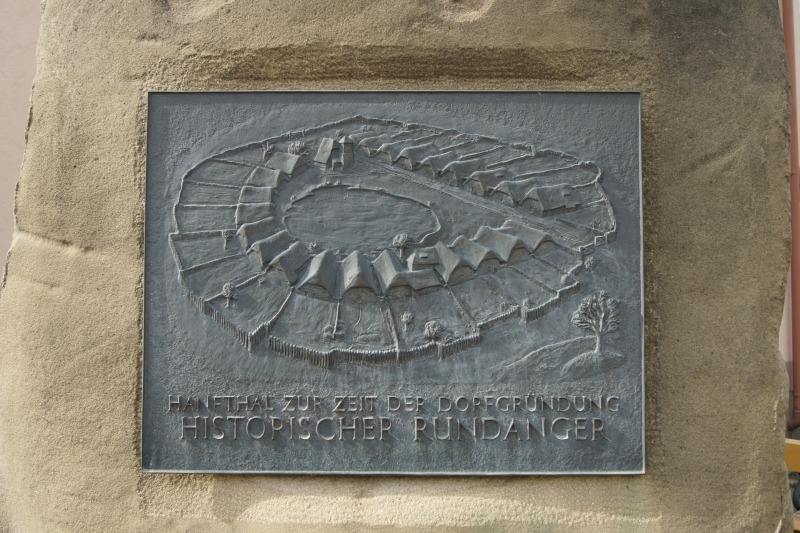 HANFTHAL ZUR ZEIT DER DORFGRÜNDUNG
HISTORISCHER RUNDANGER